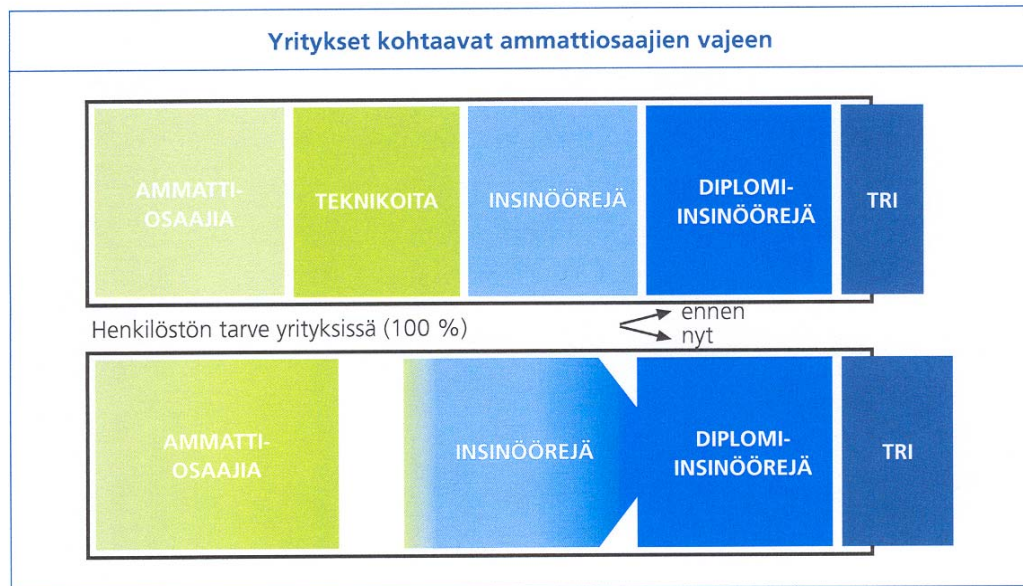 Yritykset kohtaavat ammattiosaajien vajeen
AMMATTI-
OSAAJIA
TEKNIKOITA
INSINÖÖREJÄ
DIPLOMI-
INSINÖÖREJÄ
TRI
Henkilöstön tarve yrityksissä (100 %)
ennen
nyt
AMMATTI-
OSAAJIA
INSINÖÖREJÄ
DIPLOMI-
INSINÖÖREJÄ
TRI